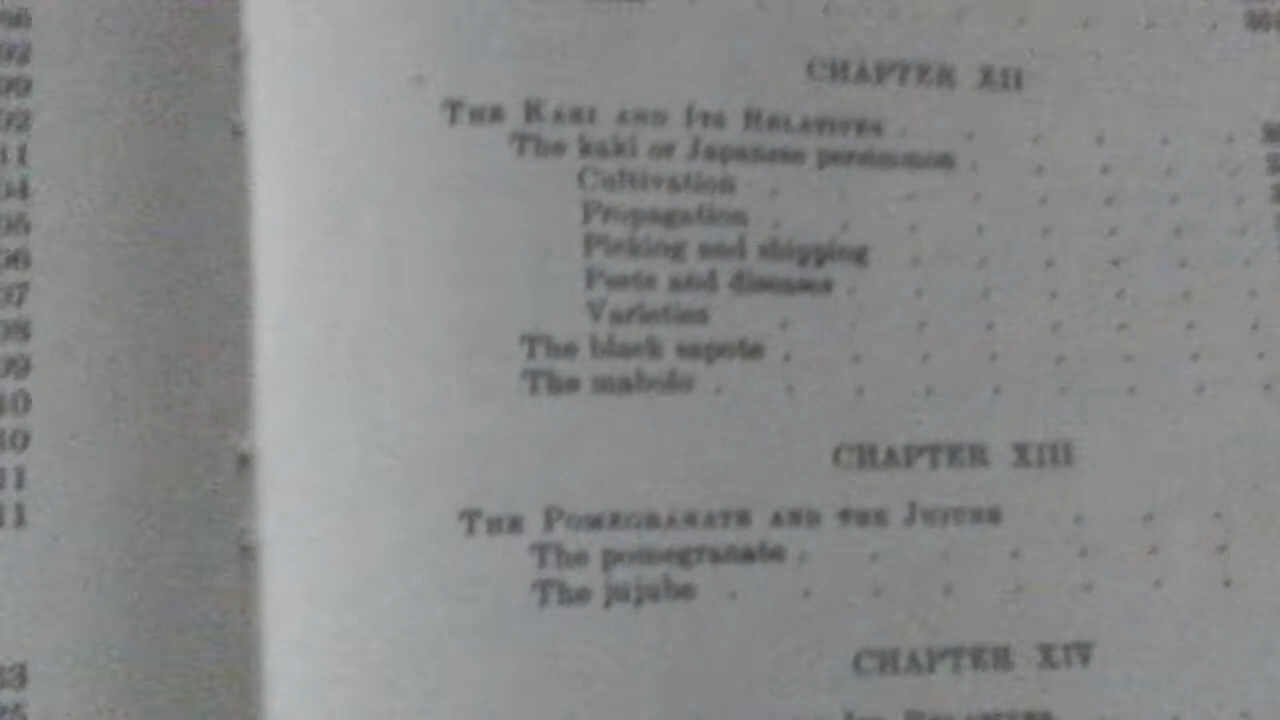 CHAPTER XII
THE KAKI AND ITS RELATIVES
The kaki or Japanese persimmon
Cultivation
Propagation
Picking and shipping
Pests and diseases
Varieties
The black sapote
The mabolo
CHAPTER XIII
THE POMEGRANATE AND THE JUJUBE
The pomegranate
The jujube
CHAPTER XIV
ITS RELATIVES